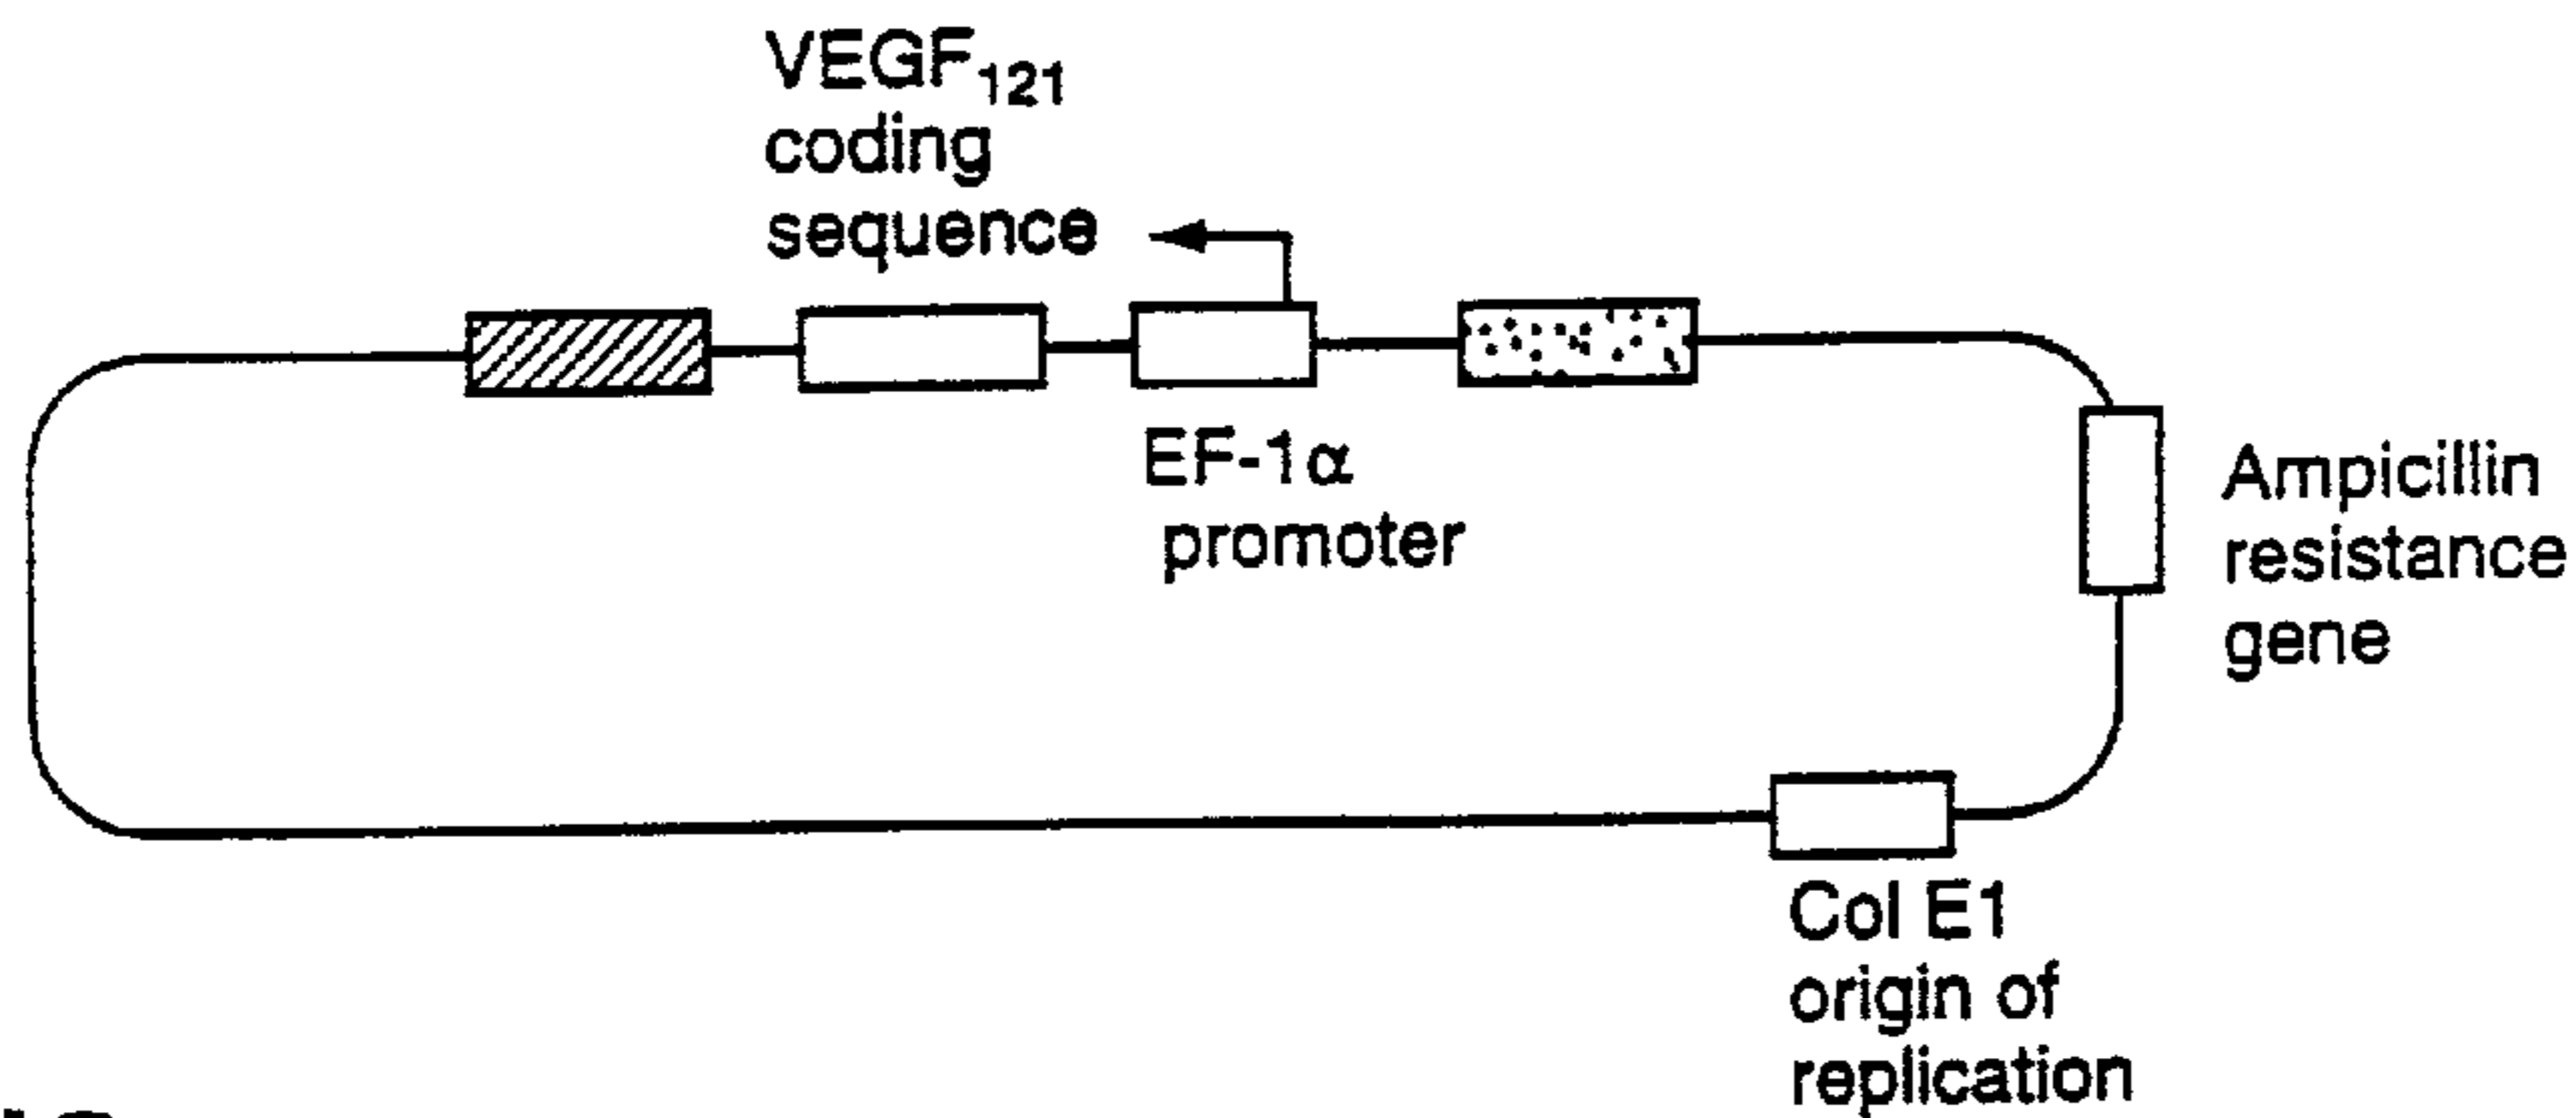 VEGF₁₂₁
coding
sequence
EF-1α
promoter
Ampicillin
resistance
gene
Col E1
origin of
replication